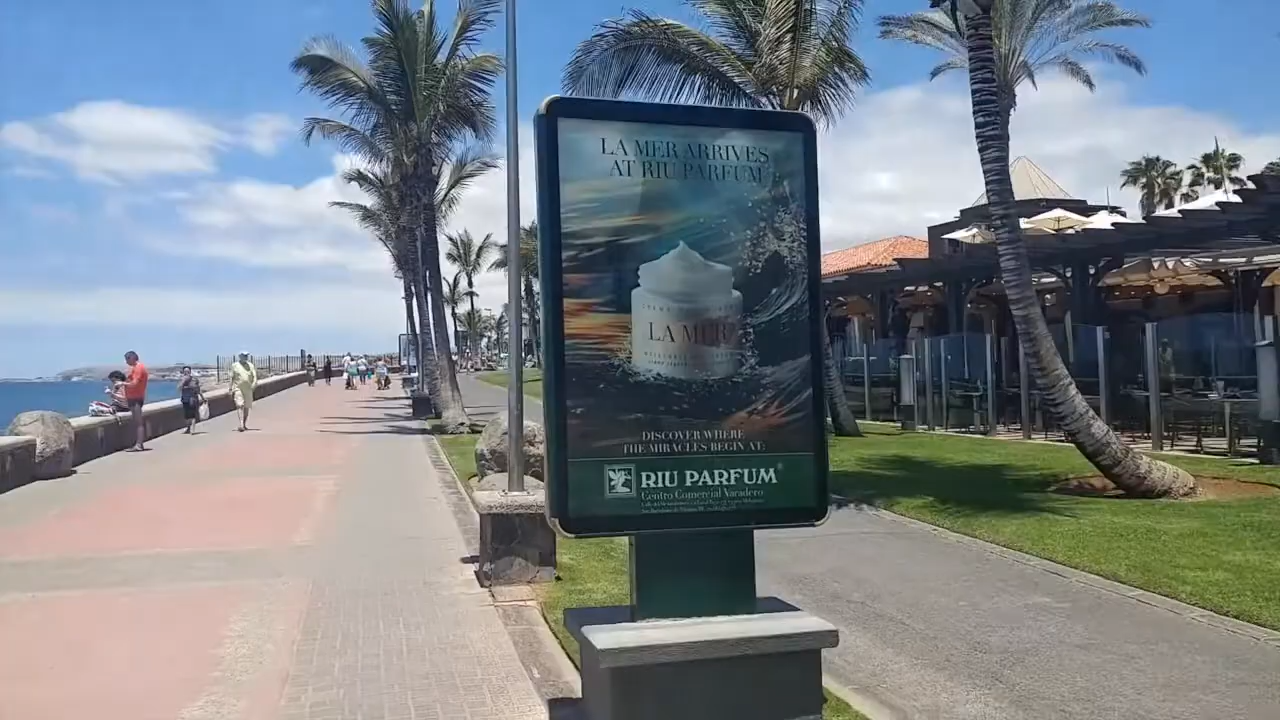 LA MER ARRIVES
AT RIU PARFUM
LA MER
DISCOVER WHERE
THE MIRACLES BEGIN AT:
RIU PARFUM®
Centro Comercial Varadero